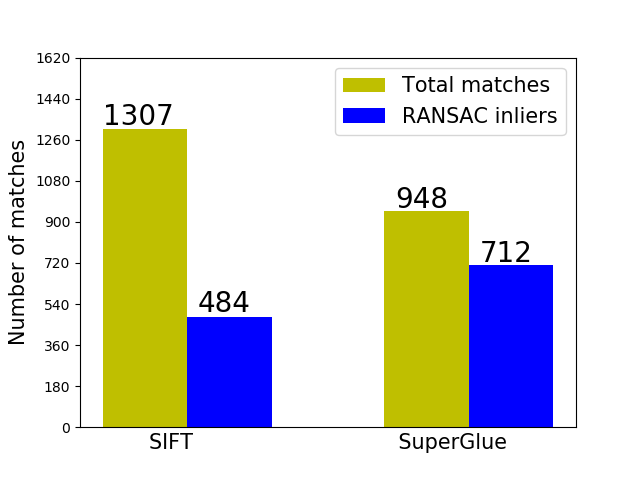 1620
1440
1260
1080
900
720
540
360
180
0
Number of matches
Total matches
RANSAC inliers
1307
484
948
712
SIFT
SuperGlue